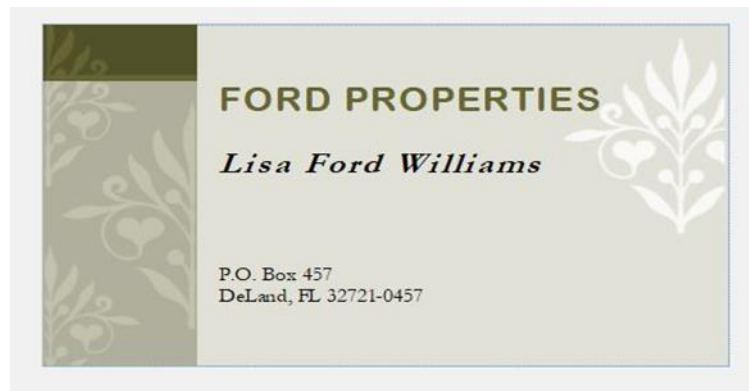 FORD PROPERTIES
Lisa Ford Williams
P.O. Box 457
DeLand, FL 32721-0457